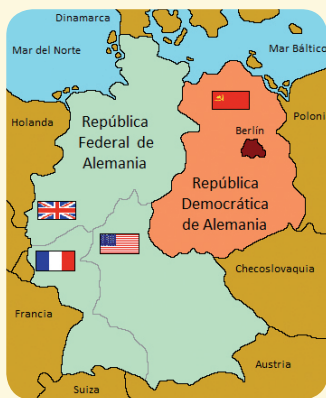 Dinamarca
Mar del Norte
Mar Báltico
Holanda
República
Federal de
Alemania
Poloni
Berlín
República
Democrática
de Alemania
Checoslovaquia
Francia
Austria
Suiza